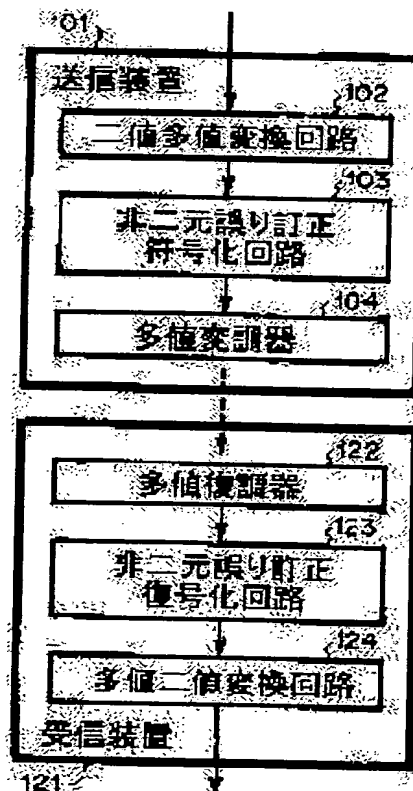 101
送信装置
102
二値多値変換回路
103
非二元誤り訂正
符号化回路
104
多値変調器
122
多値復調器
123
非二元誤り訂正
復号化回路
124
多値二値変換回路
受信装置
121